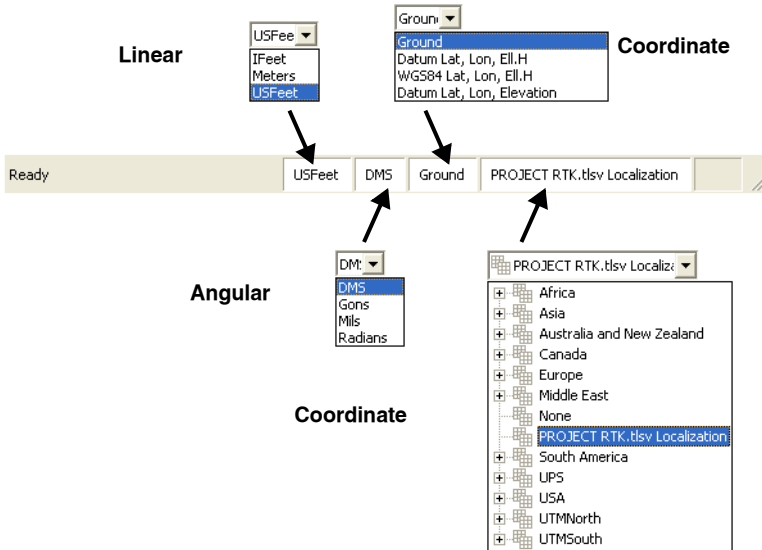 Linear
USFee
IFeet
Meters
USFeet
Groun
Ground
Datum Lat, Lon, Ell.H
WGS84 Lat, Lon, Ell.H
Datum Lat, Lon, Elevation
Coordinate
Ready
USFeet
DMS
Ground
PROJECT RTK.tlsv Localization
Angular
DM
DMS
Gons
Mils
Radians
Coordinate
PROJECT RTK.tlsv Localiz
Africa
Asia
Australia and New Zealand
Canada
Europe
Middle East
None
PROJECT RTK.tlsv Localization
South America
UPS
USA
UTMNorth
UTMSouth